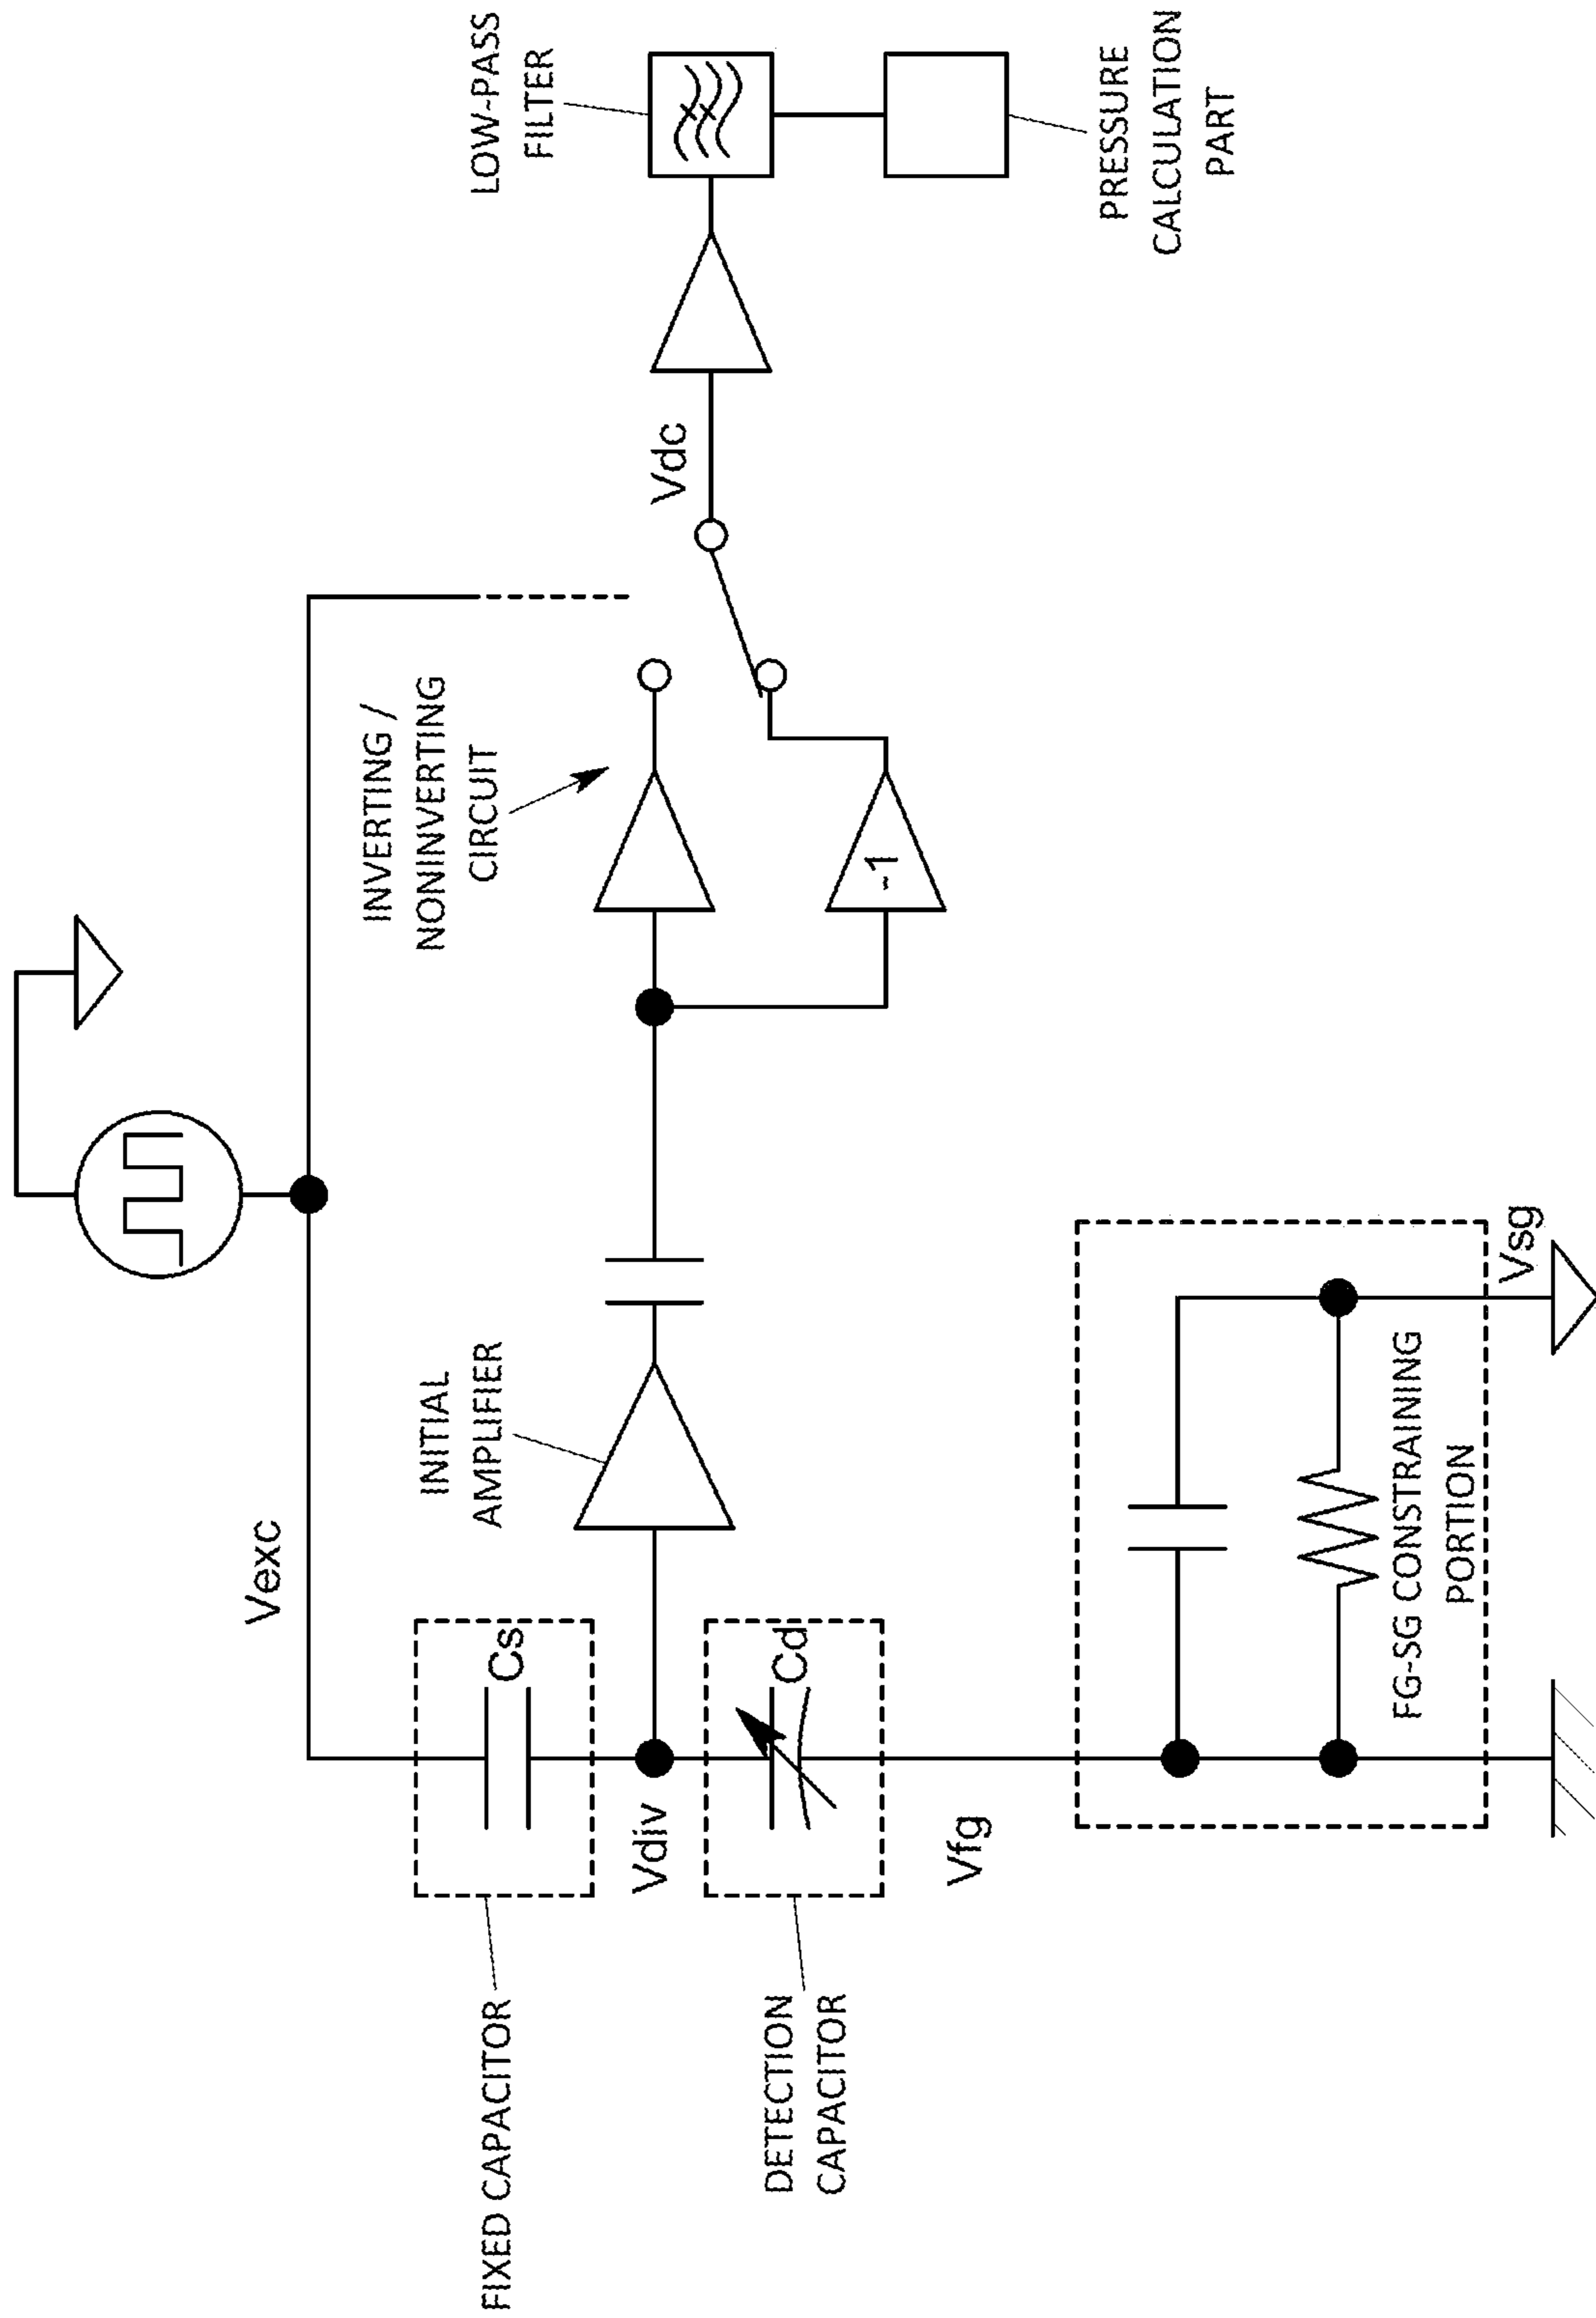 Vexc
INVERTING /
NONINVERTING
CIRCUIT
LOW-PASS
FILTER
INITIAL
AMPLIFIER
FIXED CAPACITOR
Cs
Vdiv
Vdc
-1
DETECTION
CAPACITOR
Cd
Vfg
PRESSURE
CALCULATION
PART
FG-SG CONSTRAINING
PORTION
Vsg